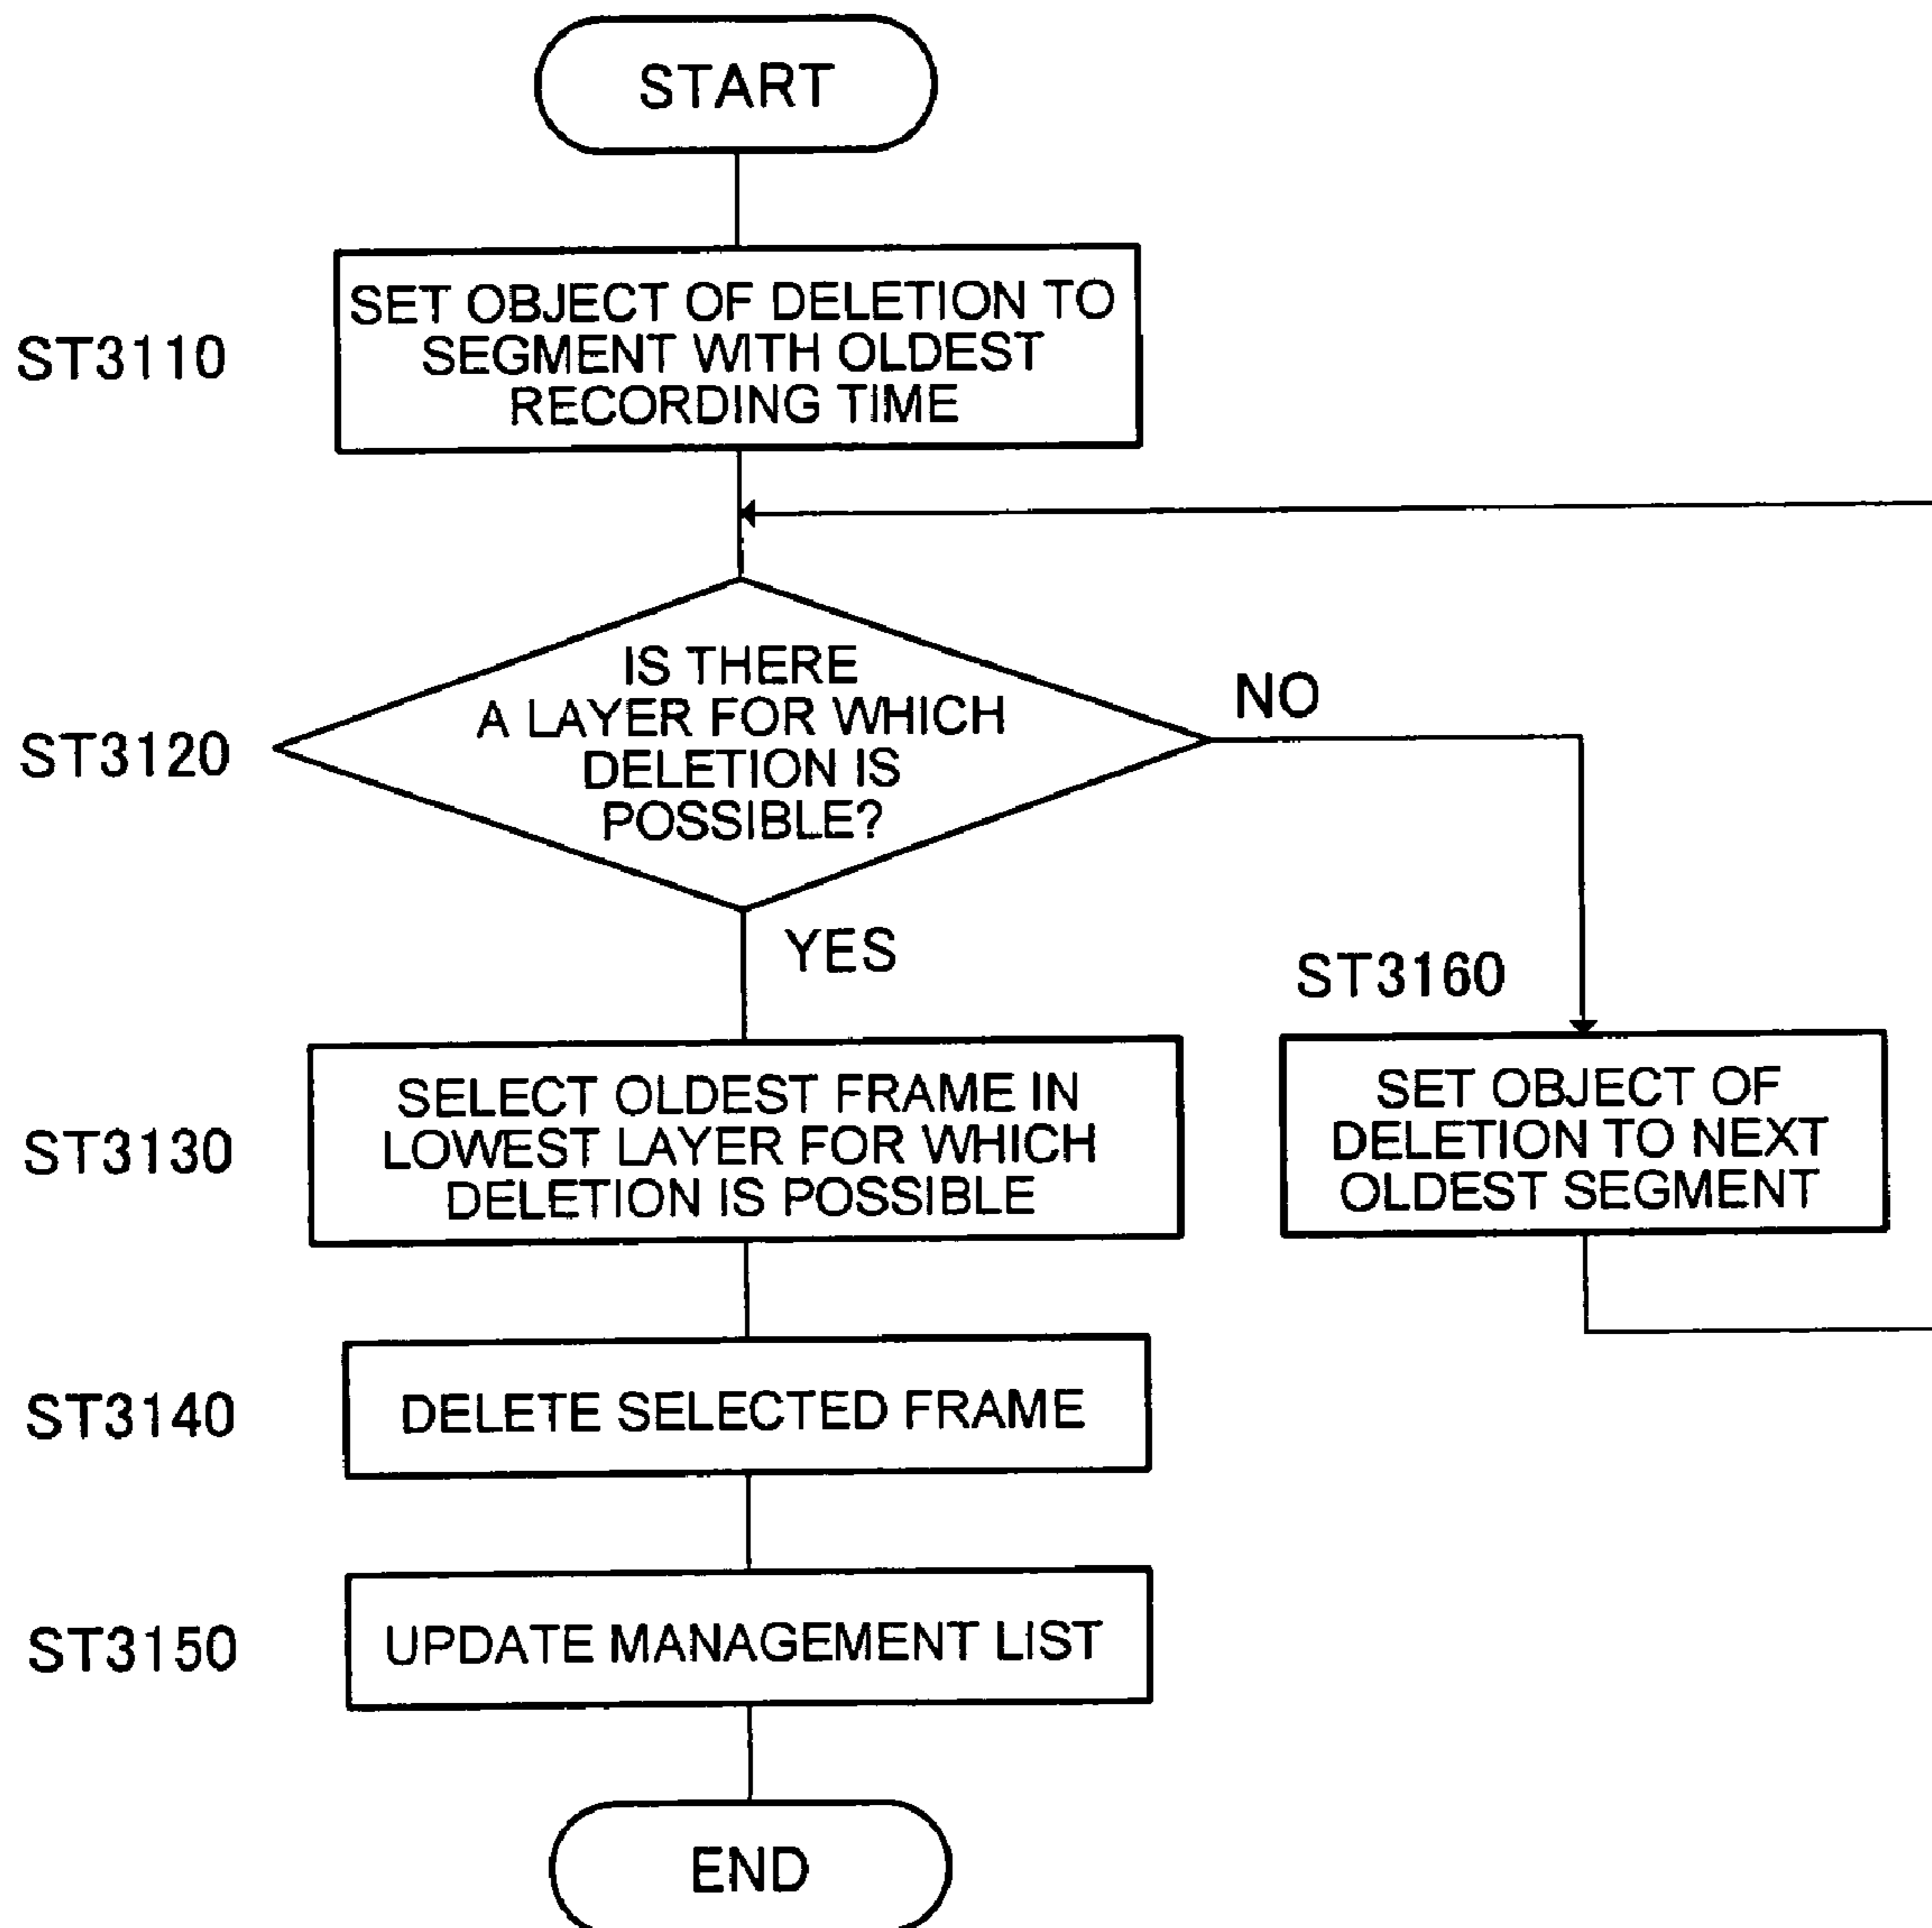 START
ST3110
SET OBJECT OF DELETION TO
SEGMENT WITH OLDEST
RECORDING TIME
ST3120
IS THERE
A LAYER FOR WHICH
DELETION IS
POSSIBLE?
NO
YES
ST3160
SET OBJECT OF
DELETION TO NEXT
OLDEST SEGMENT
ST3130
SELECT OLDEST FRAME IN
LOWEST LAYER FOR WHICH
DELETION IS POSSIBLE
ST3140
DELETE SELECTED FRAME
ST3150
UPDATE MANAGEMENT LIST
END